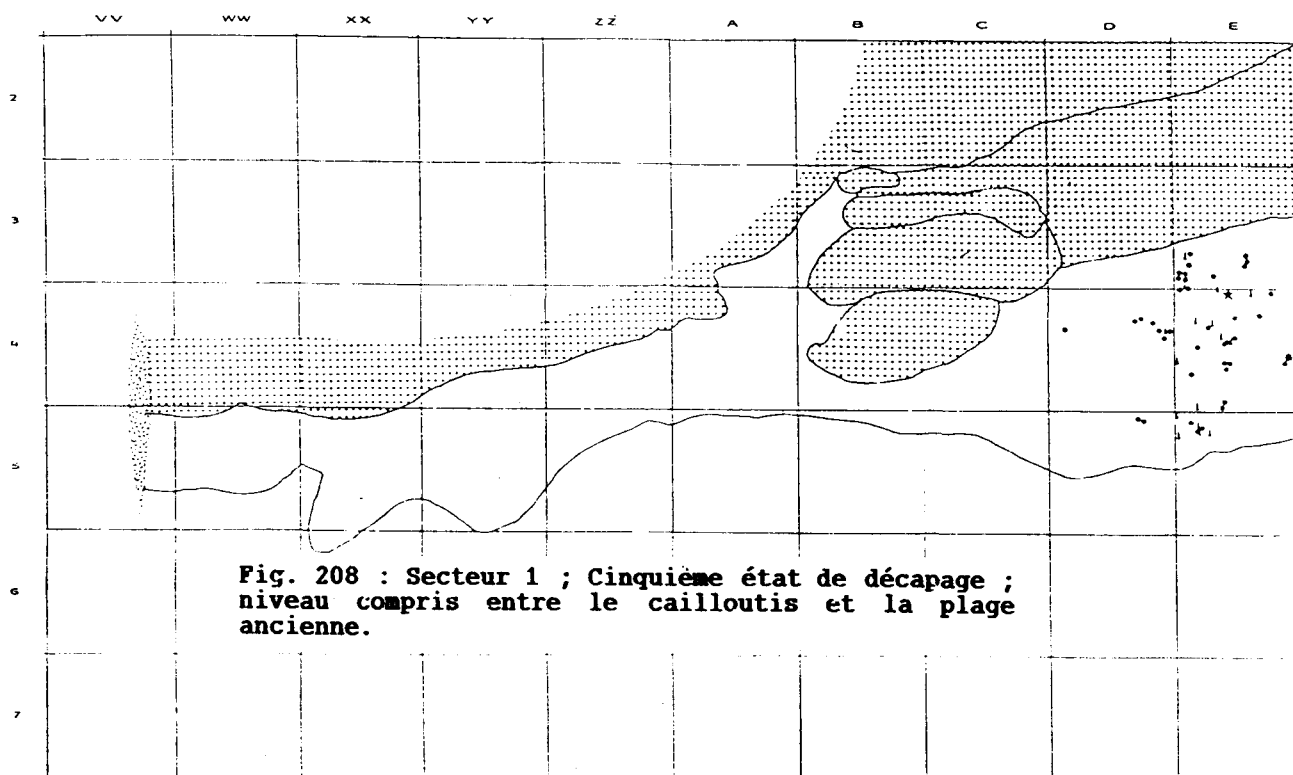 VV WW XX YY ZZ A B C D E
2
3
4
5
6
7
Fig. 208 : Secteur 1 ; Cinquième état de décapage ;
niveau compris entre le cailloutis et la plage
ancienne.